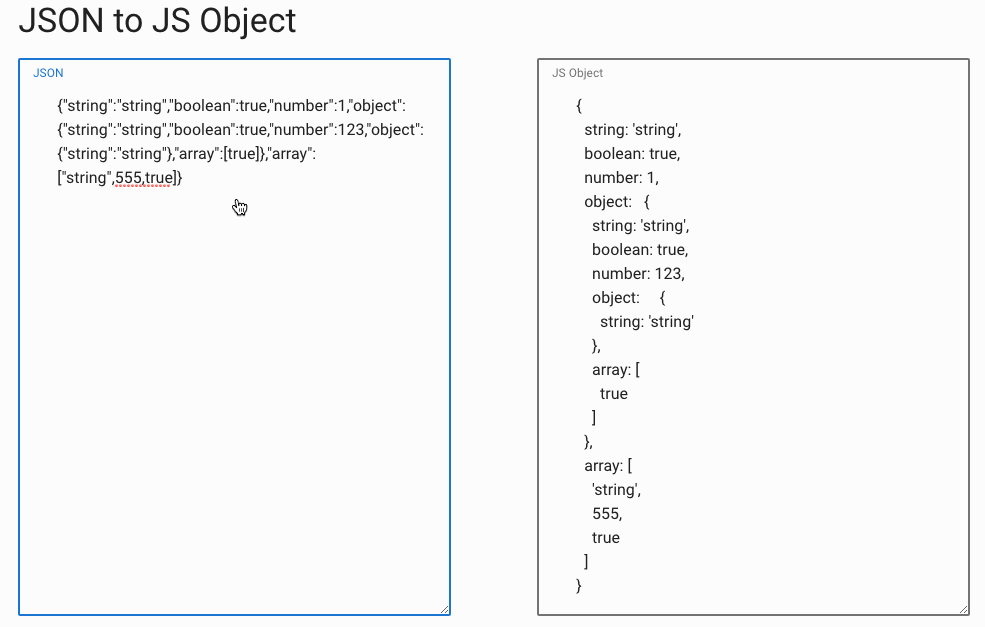 JSON to JS Object
JSON
{"string":"string","boolean":true,"number":1,"object":
{"string":"string","boolean":true,"number":123,"object":
{"string":"string"},"array":[true]},"array":
["string",555,true]}
JS Object
{
  string: 'string',
  boolean: true,
  number: 1,
  object:   {
    string: 'string',
    boolean: true,
    number: 123,
    object:     {
      string: 'string'
    },
    array: [
      true
    ]
  },
  array: [
    'string',
    555,
    true
  ]
}